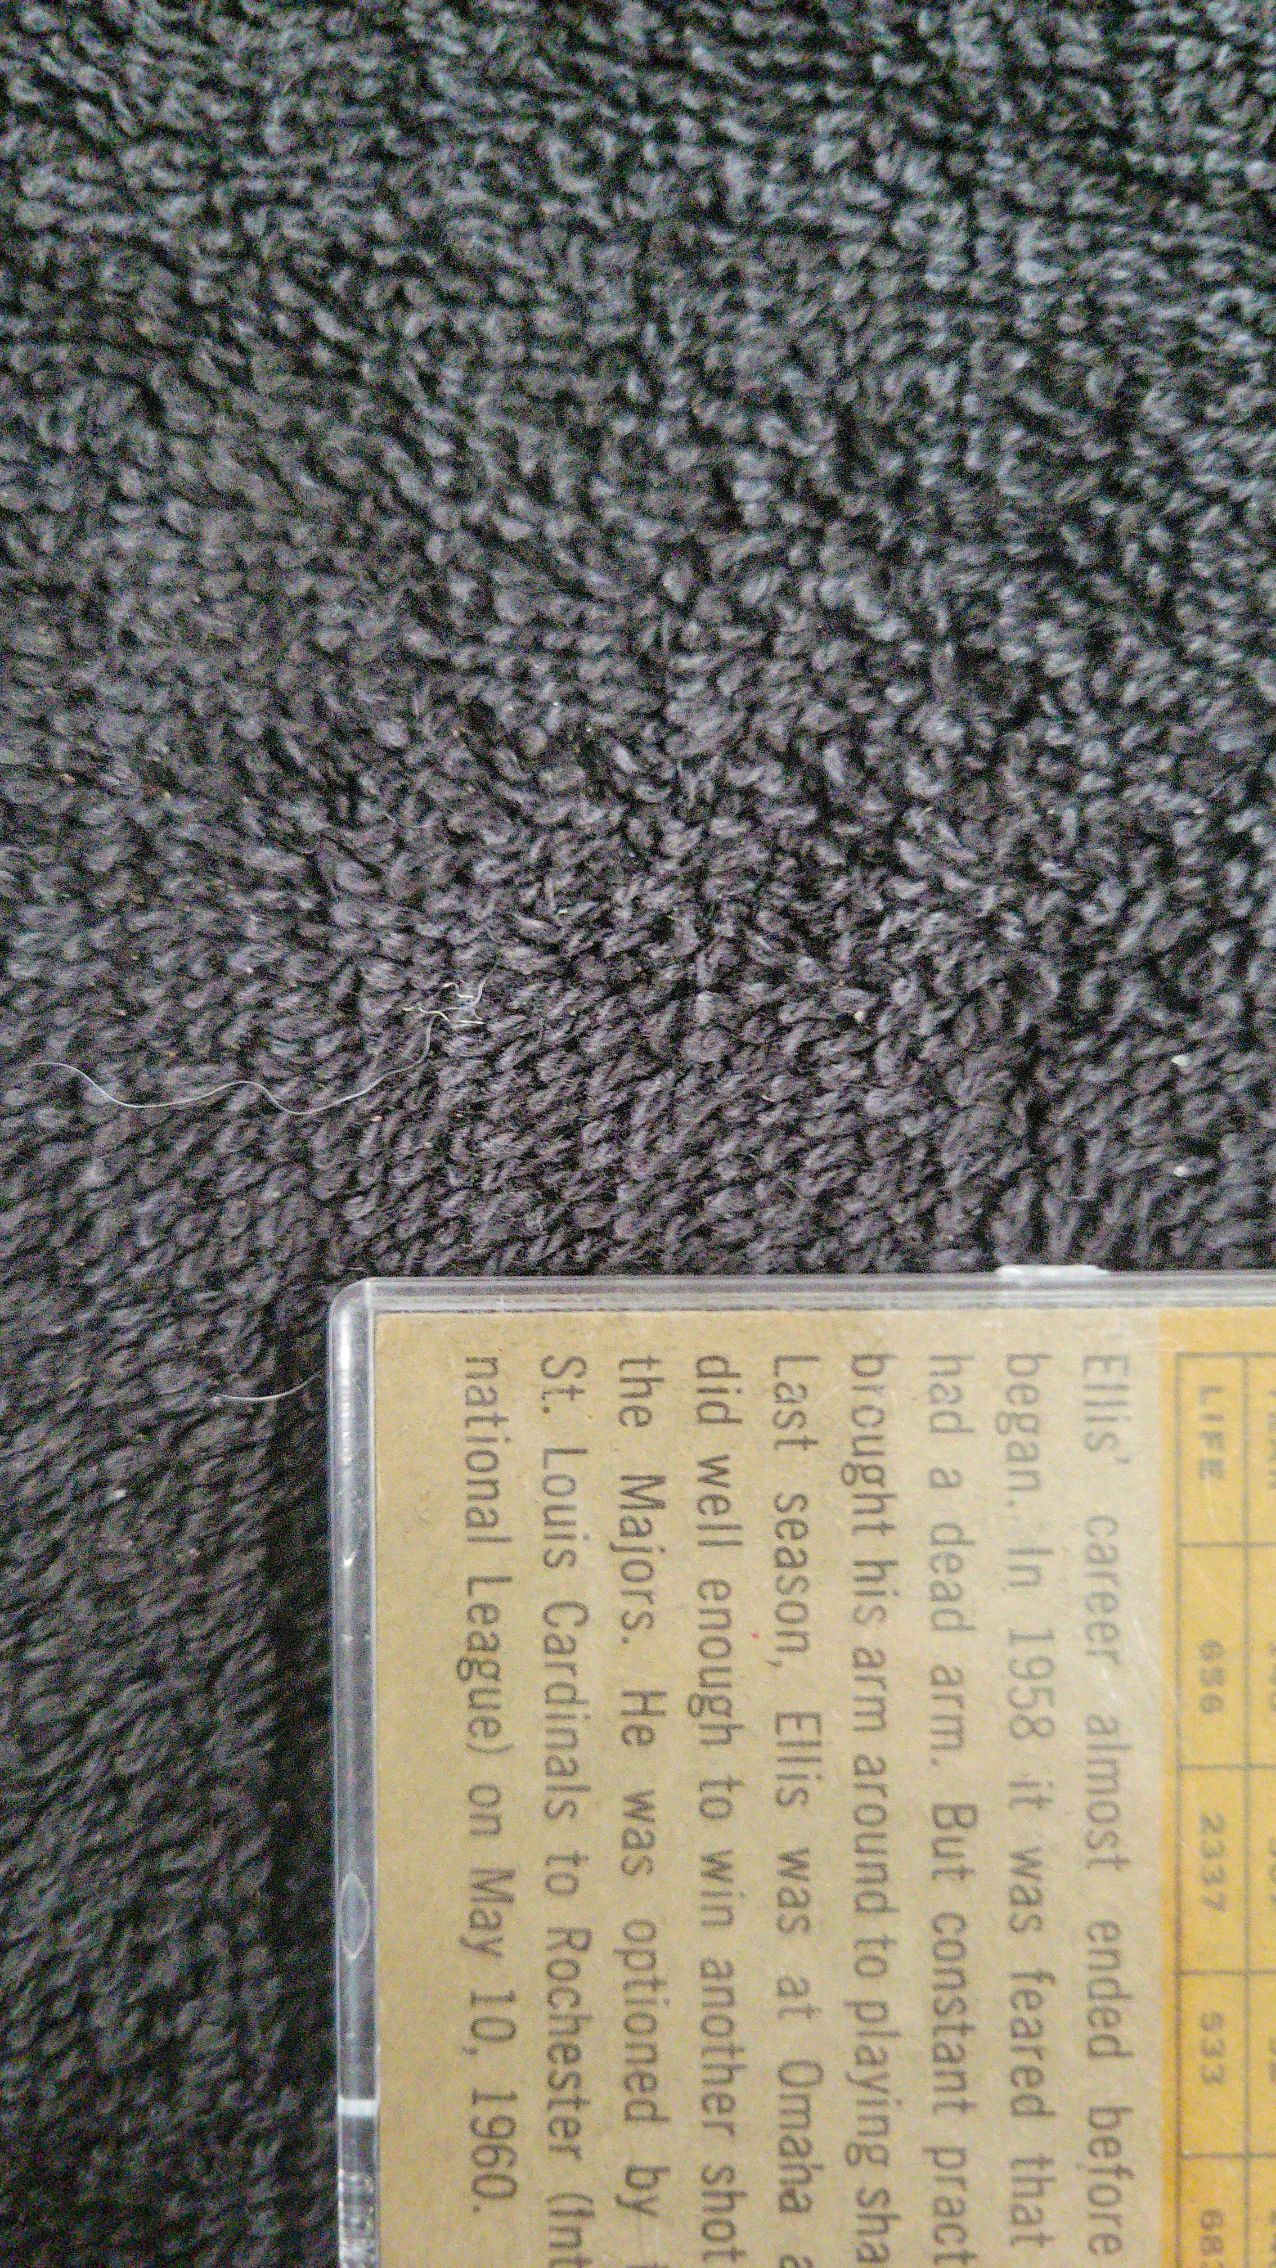 LIFE 656 2337 533
Ellis' career almost ended before
began. In 1958 it was feared that
had a dead arm. But constant
brought his arm around to playing
Last season, Ellis was at Omaha
did well enough to win another shot
the Majors. He was optioned by
St. Louis Cardinals to Rochester (Int
national League) on May 10, 1960.